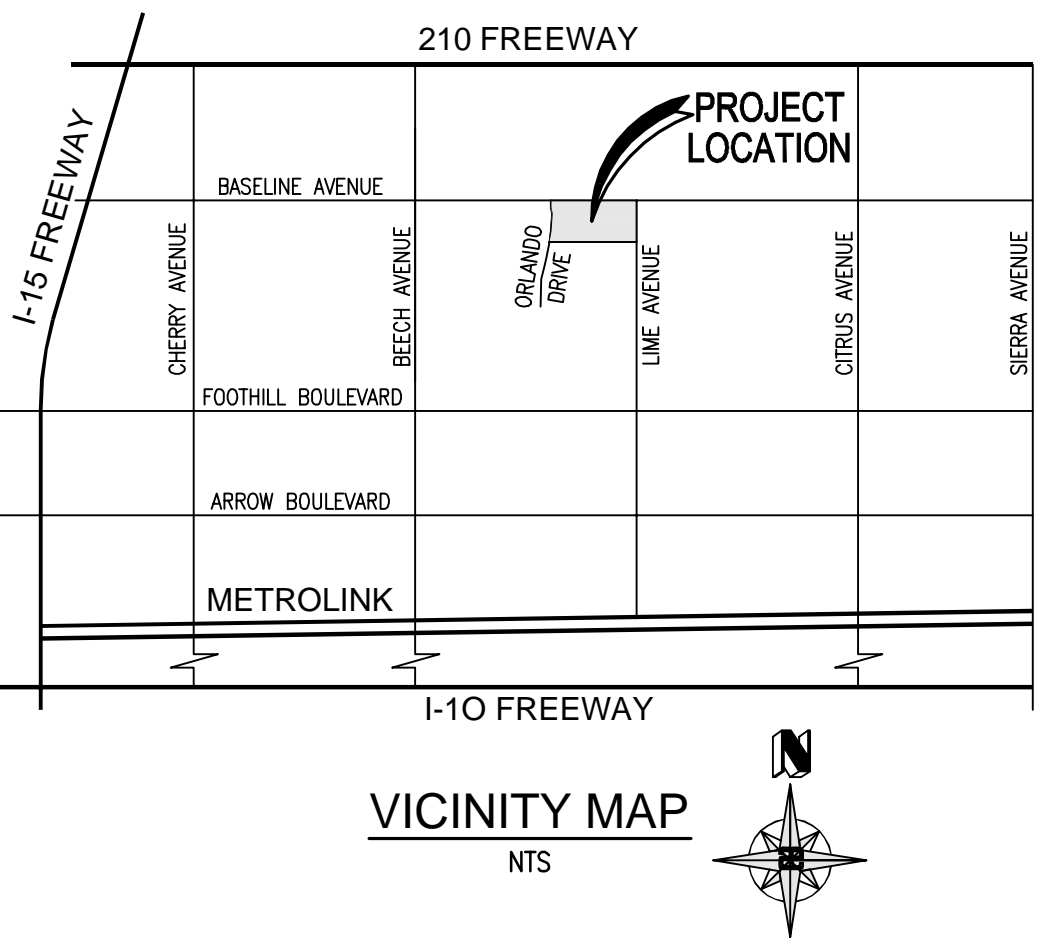 210 FREEWAY
PROJECT
LOCATION
I-15 FREEWAY
BASELINE AVENUE
CHERRY AVENUE
BEECH AVENUE
ORLANDO
DRIVE
LIME AVENUE
CITRUS AVENUE
SIERRA AVENUE
FOOTHILL BOULEVARD
ARROW BOULEVARD
METROLINK
I-1O FREEWAY
N
VICINITY MAP
NTS